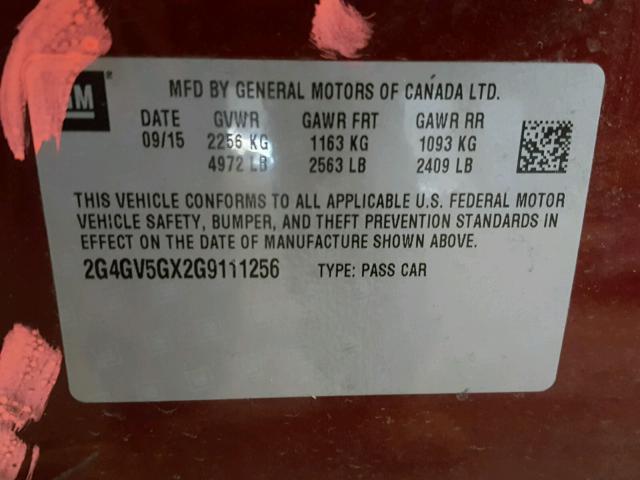 GM®
MFD BY GENERAL MOTORS OF CANADA LTD.
DATE GVWR GAWR FRT GAWR RR
09/15 2256 KG 1163 KG 1093 KG
4972 LB 2563 LB 2409 LB
THIS VEHICLE CONFORMS TO ALL APPLICABLE U.S. FEDERAL MOTOR
VEHICLE SAFETY, BUMPER, AND THEFT PREVENTION STANDARDS IN
EFFECT ON THE DATE OF MANUFACTURE SHOWN ABOVE.
2G4GV5GX2G9111256 TYPE: PASS CAR